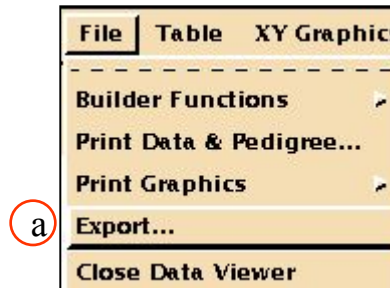 File Table XY Graphic
Builder Functions
Print Data & Pedigree...
Print Graphics
a Export...
Close Data Viewer